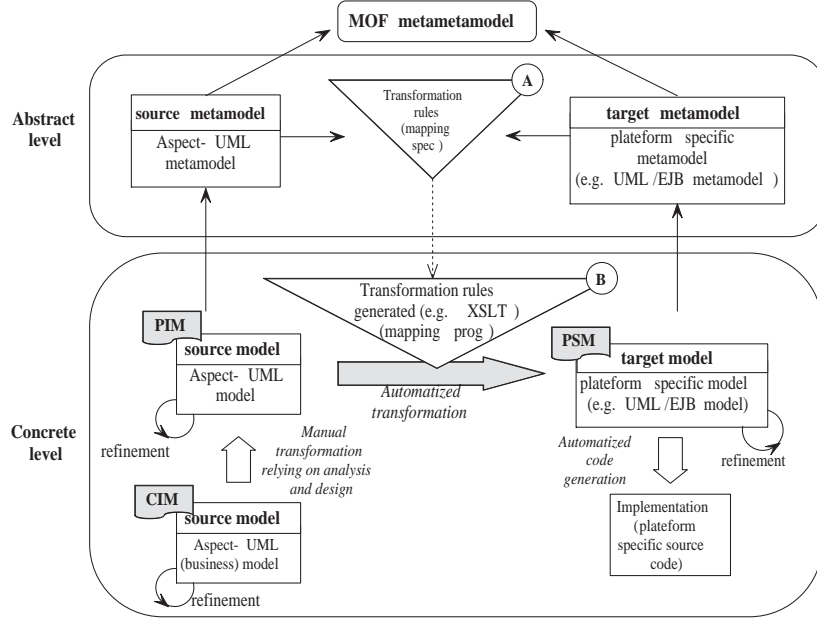 MOF metametamodel
Abstract
level
source metamodel
Aspect- UML
metamodel
Transformation
rules
(mapping
spec )
A
target metamodel
plateform specific
metamodel
(e.g. UML /EJB metamodel )
Concrete
level
Transformation rules
generated (e.g. XSLT )
(mapping prog )
B
PIM
source model
Aspect- UML
model
refinement
Automatized
transformation
PSM
target model
plateform specific model
(e.g. UML /EJB model)
refinement
Manual
transformation
relying on analysis
and design
Automatized
code
generation
CIM
source model
Aspect- UML
(business) model
refinement
Implementation
(plateform
specific source
code)